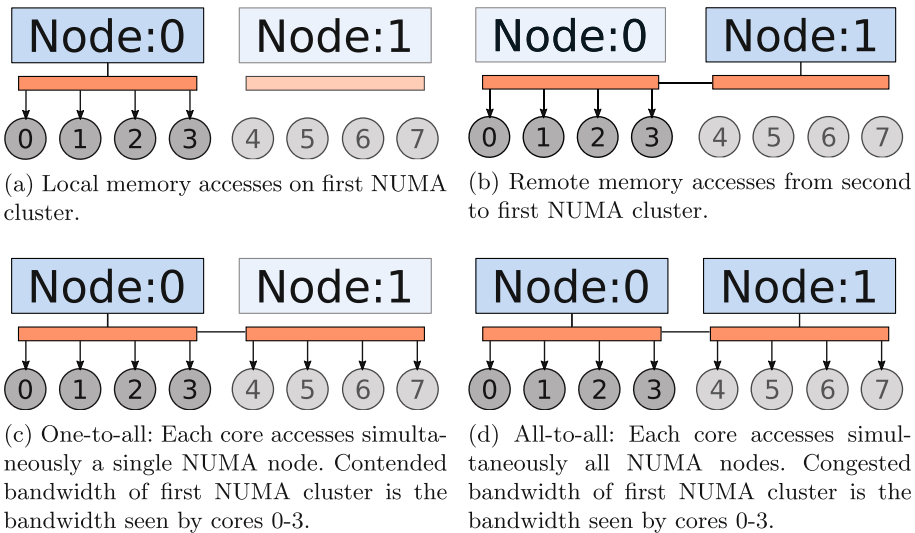 Node:0 Node:1
0 1 2 3 4 5 6 7
(a) Local memory accesses on first NUMA
cluster.
Node:0 Node:1
0 1 2 3 4 5 6 7
(b) Remote memory accesses from second
to first NUMA cluster.
Node:0 Node:1
0 1 2 3 4 5 6 7
(c) One-to-all: Each core accesses simulta-
neously a single NUMA node. Contended
bandwidth of first NUMA cluster is the
bandwidth seen by cores 0-3.
Node:0 Node:1
0 1 2 3 4 5 6 7
(d) All-to-all: Each core accesses simul-
taneously all NUMA nodes. Congested
bandwidth of first NUMA cluster is the
bandwidth seen by cores 0-3.